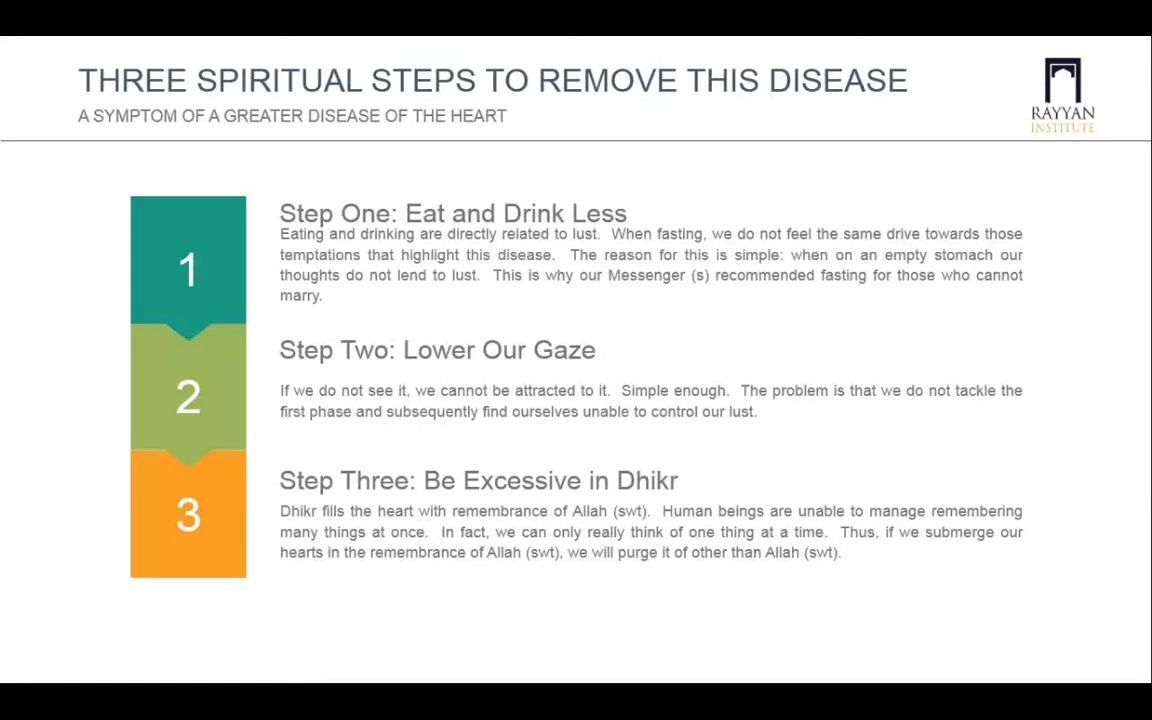 THREE SPIRITUAL STEPS TO REMOVE THIS DISEASE
A SYMPTOM OF A GREATER DISEASE OF THE HEART
RAYYAN
INSTITUTE
1
Step One: Eat and Drink Less
Eating and drinking are directly related to lust. When fasting, we do not feel the same drive towards those
temptations that highlight this disease. The reason for this is simple: when on an empty stomach our
thoughts do not lend to lust. This is why our Messenger (s) recommended fasting for those who cannot
marry.
2
Step Two: Lower Our Gaze
If we do not see it, we cannot be attracted to it. Simple enough. The problem is that we do not tackle the
first phase and subsequently find ourselves unable to control our lust.
3
Step Three: Be Excessive in Dhikr
Dhikr fills the heart with remembrance of Allah (swt). Human beings are unable to manage remembering
many things at once. In fact, we can only really think of one thing at a time. Thus, if we submerge our
hearts in the remembrance of Allah (swt), we will purge it of other than Allah (swt).